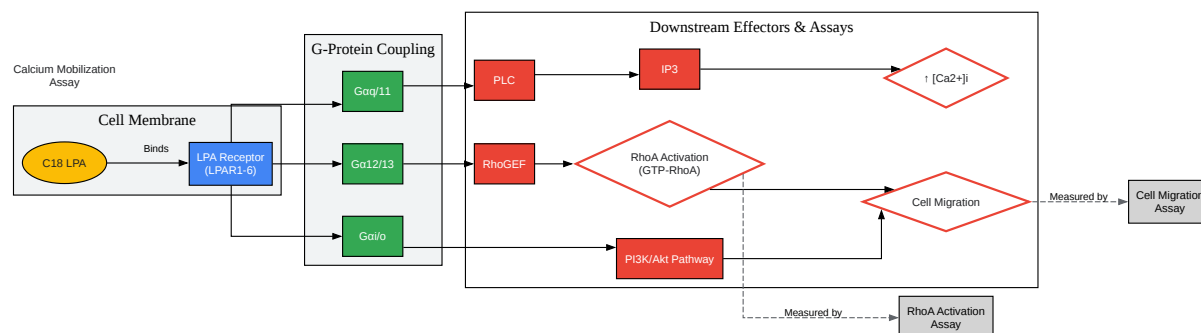 Downstream Effectors & Assays
G-Protein Coupling
Calcium Mobilization
Assay
Cell Membrane
C18 LPA
Binds
LPA Receptor
(LPAR1-6)
Gαq/11
Gα12/13
Gαi/o
PLC
IP3
↑ [Ca2+]i
RhoGEF
RhoA Activation
(GTP-RhoA)
Cell Migration
PI3K/Akt Pathway
Measured by
Cell Migration
Assay
Measured by
RhoA Activation
Assay